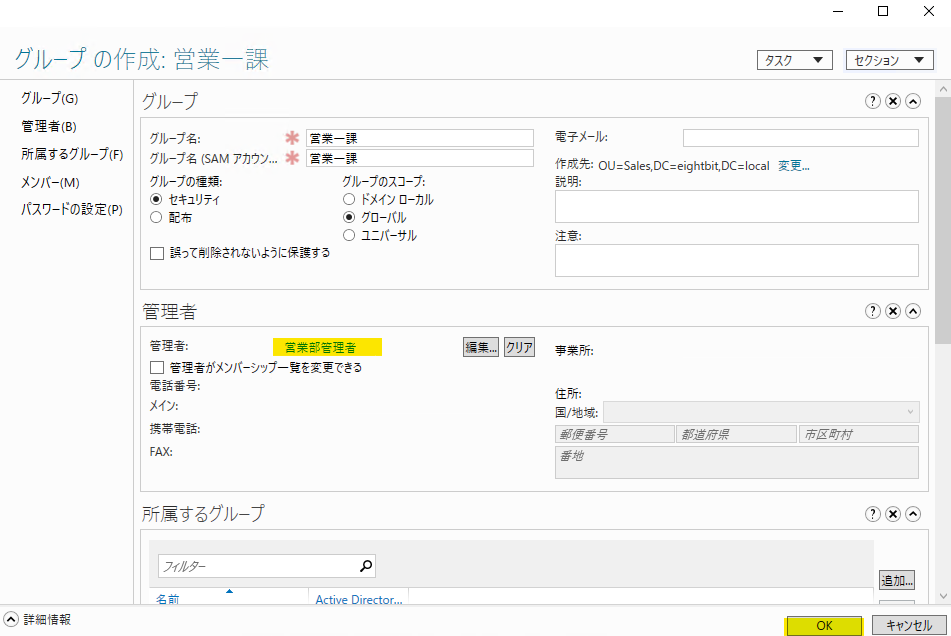 グループ の作成: 営業一課
タスク
セクション
グループ(G)
管理者(B)
所属するグループ(F)
メンバー(M)
パスワードの設定(P)
グループ
グループ名:
営業一課
グループ名 (SAM アカウン...
営業一課
グループの種類:
セキュリティ
配布
グループのスコープ:
ドメイン ローカル
グローバル
ユニバーサル
誤って削除されないように保護する
電子メール:
作成先: OU=Sales,DC=eightbit,DC=local 変更...
説明:
注意:
管理者
管理者:
営業部管理者
編集...
クリア
管理者がメンバーシップ一覧を変更できる
電話番号:
メイン:
携帯電話:
FAX:
事業所:
住所:
国/地域:
郵便番号
都道府県
市区町村
番地
所属するグループ
フィルター
名前
Active Director...
追加...
詳細情報
OK
キャンセル